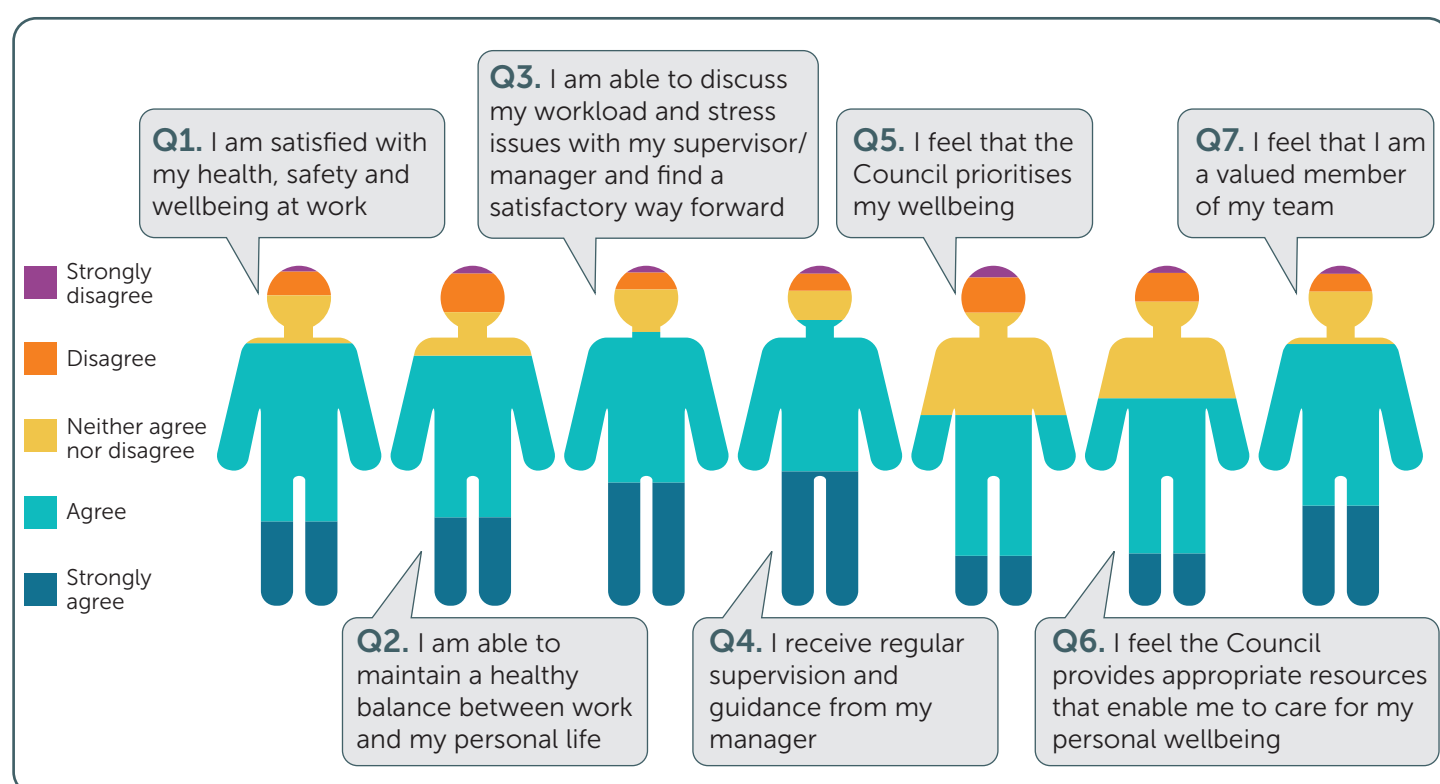 Q1. I am satisfied with
my health, safety and
wellbeing at work
Q3. I am able to discuss
my workload and stress
issues with my supervisor/
manager and find a
satisfactory way forward
Q5. I feel that the
Council prioritises
my wellbeing
Q7. I feel that I am
a valued member
of my team
Strongly
disagree
Disagree
Neither agree
nor disagree
Agree
Strongly
agree
Q2. I am able to
maintain a healthy
balance between work
and my personal life
Q4. I receive regular
supervision and
guidance from my
manager
Q6. I feel the Council
provides appropriate resources
that enable me to care for my
personal wellbeing